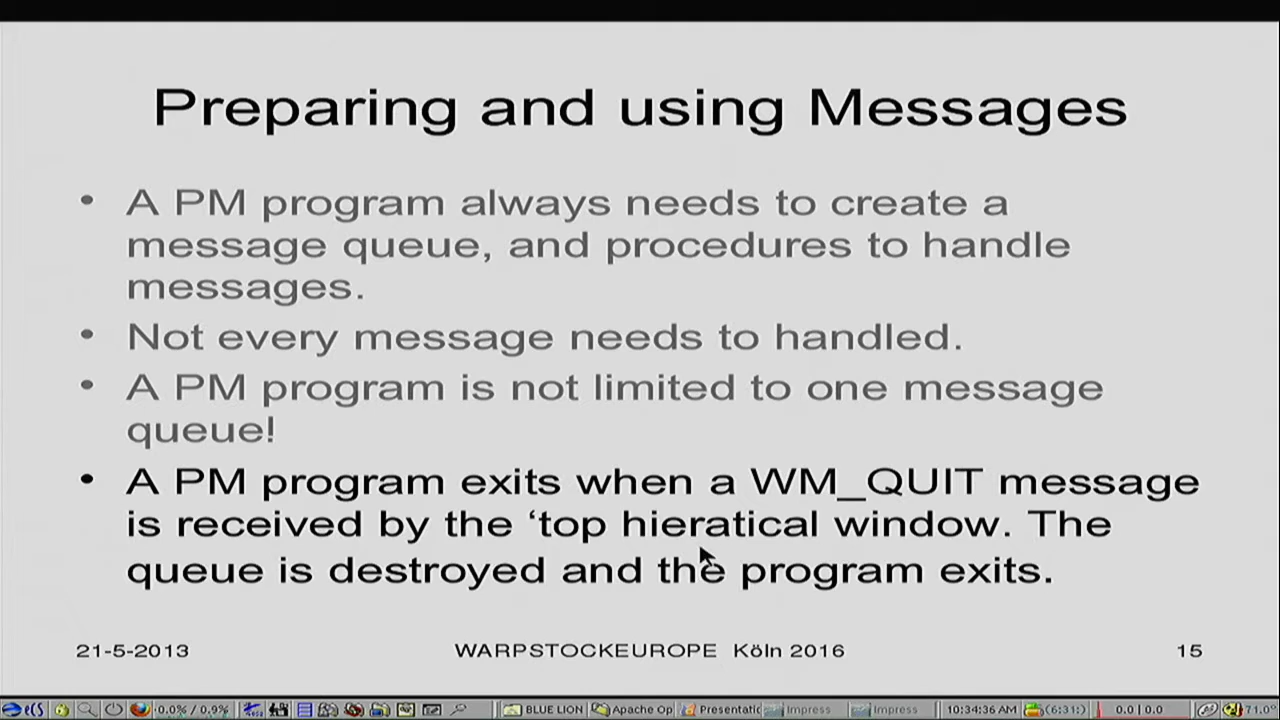 Preparing and using Messages
• A PM program always needs to create a
message queue, and procedures to handle
messages.
• Not every message needs to handled.
• A PM program is not limited to one message
queue!
• A PM program exits when a WM_QUIT message
is received by the ‘top hieratical window. The
queue is destroyed and the program exits.
21-5-2013 WARPSTOCKEUROPE Köln 2016 15
eCS 0.0% / 0.9% BLUE LION Apache Op Presentatio Impress Impress 10:34:36 AM (6:31) 0.0 | 0.0 71.0°